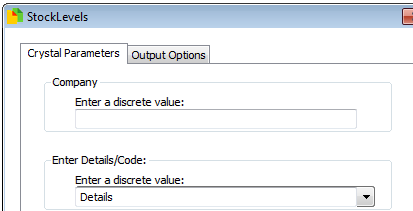 StockLevels
Crystal Parameters Output Options
Company
Enter a discrete value:
Enter Details/Code:
Enter a discrete value:
Details